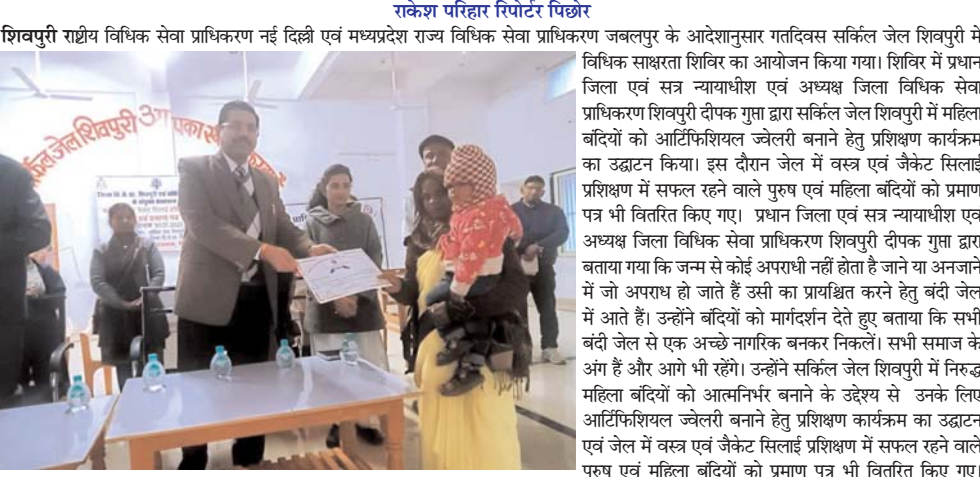 राकेश परिहार रिपोर्टर पिछोर
शिवपुरी राष्ट्रीय विधिक सेवा प्राधिकरण नई दिल्ली एवं मध्यप्रदेश राज्य विधिक सेवा प्राधिकरण जबलपुर के आदेशानुसार गतदिवस सर्किल जेल शिवपुरी में
विधिक साक्षरता शिविर का आयोजन किया गया। शिविर में प्रधान
जिला एवं सत्र न्यायाधीश एवं अध्यक्ष जिला विधिक सेवा
प्राधिकरण शिवपुरी दीपक गुप्ता द्वारा सर्किल जेल शिवपुरी में महिला
बंदियों को आर्टिफिशियल ज्वेलरी बनाने हेतु प्रशिक्षण कार्यक्रम
का उद्घाटन किया। इस दौरान जेल में वस्त्र एवं जैकेट सिलाई
प्रशिक्षण में सफल रहने वाले पुरुष एवं महिला बंदियों को प्रमाण
पत्र भी वितरित किए गए। प्रधान जिला एवं सत्र न्यायाधीश एवं
अध्यक्ष जिला विधिक सेवा प्राधिकरण शिवपुरी दीपक गुप्ता द्वारा
बताया गया कि जन्म से कोई अपराधी नहीं होता है जाने या अनजाने
में जो अपराध हो जाते हैं उसी का प्रायश्चित करने हेतु बंदी जेल
में आते हैं। उन्होंने बंदियों को मार्गदर्शन देते हुए बताया कि सभी
बंदी जेल से एक अच्छे नागरिक बनकर निकलें। सभी समाज के
अंग हैं और आगे भी रहेंगे। उन्होंने सर्किल जेल शिवपुरी में निरुद्ध
महिला बंदियों को आत्मनिर्भर बनाने के उद्देश्य से उनके लिए
आर्टिफिशियल ज्वेलरी बनाने हेतु प्रशिक्षण कार्यक्रम का उद्घाटन
एवं जेल में वस्त्र एवं जैकेट सिलाई प्रशिक्षण में सफल रहने वाले
पुरुष एवं महिला बंदियों को प्रमाण पत्र भी वितरित किए गए।
सर्किल जेल शिवपुरी आपका